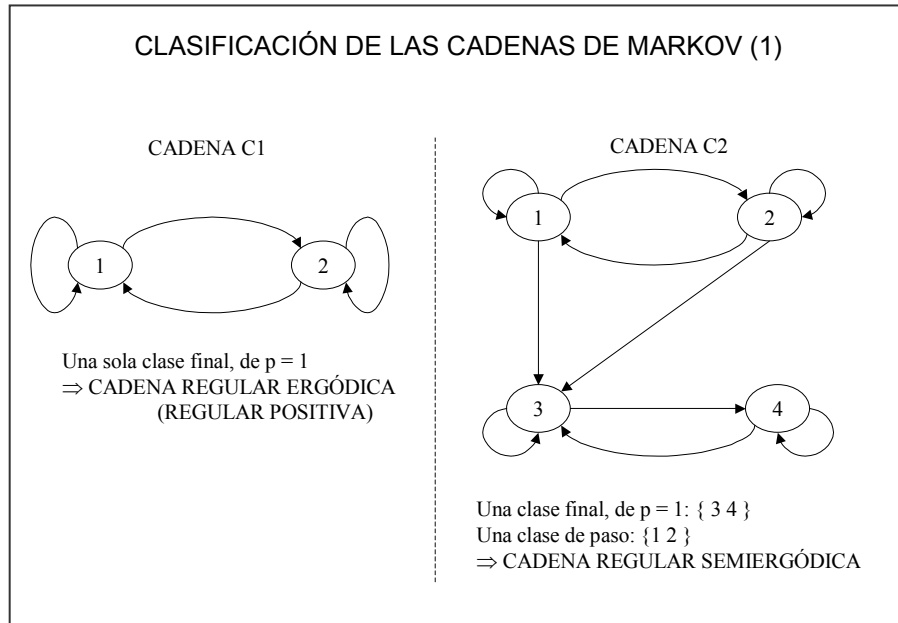 CLASIFICACIÓN DE LAS CADENAS DE MARKOV (1)
CADENA C1
1
2
Una sola clase final, de p = 1
⇒ CADENA REGULAR ERGÓDICA
(REGULAR POSITIVA)
CADENA C2
1
2
3
4
Una clase final, de p = 1: { 3 4 }
Una clase de paso: {1 2 }
⇒ CADENA REGULAR SEMIERGÓDICA